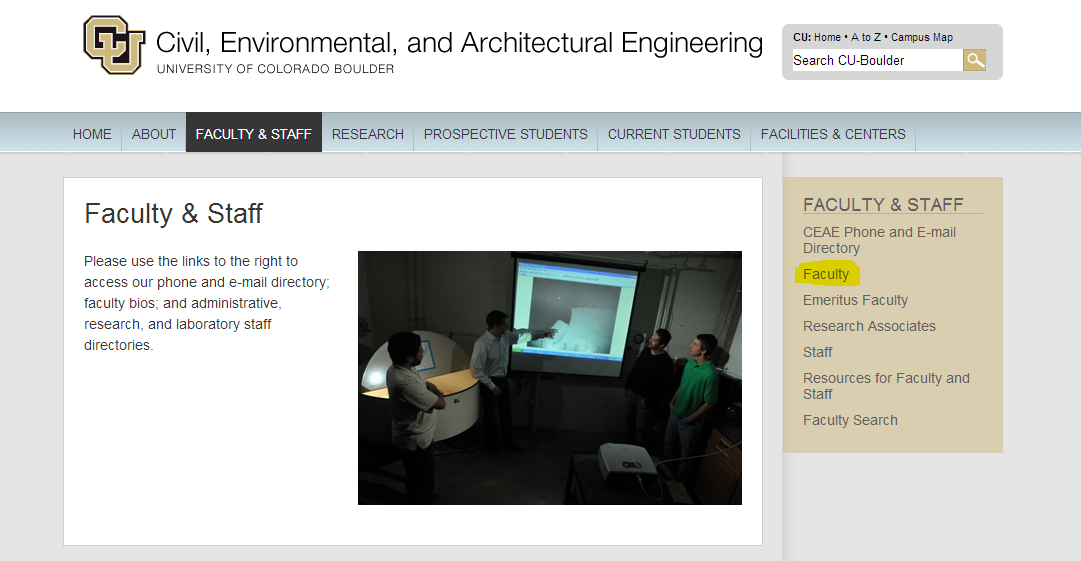 CU
Civil, Environmental, and Architectural Engineering
UNIVERSITY OF COLORADO BOULDER
CU: Home • A to Z • Campus Map
Search CU-Boulder
HOME ABOUT FACULTY & STAFF RESEARCH PROSPECTIVE STUDENTS CURRENT STUDENTS FACILITIES & CENTERS
Faculty & Staff
Please use the links to the right to
access our phone and e-mail directory;
faculty bios; and administrative,
research, and laboratory staff
directories.
FACULTY & STAFF
CEAE Phone and E-mail
Directory
Faculty
Emeritus Faculty
Research Associates
Staff
Resources for Faculty and
Staff
Faculty Search